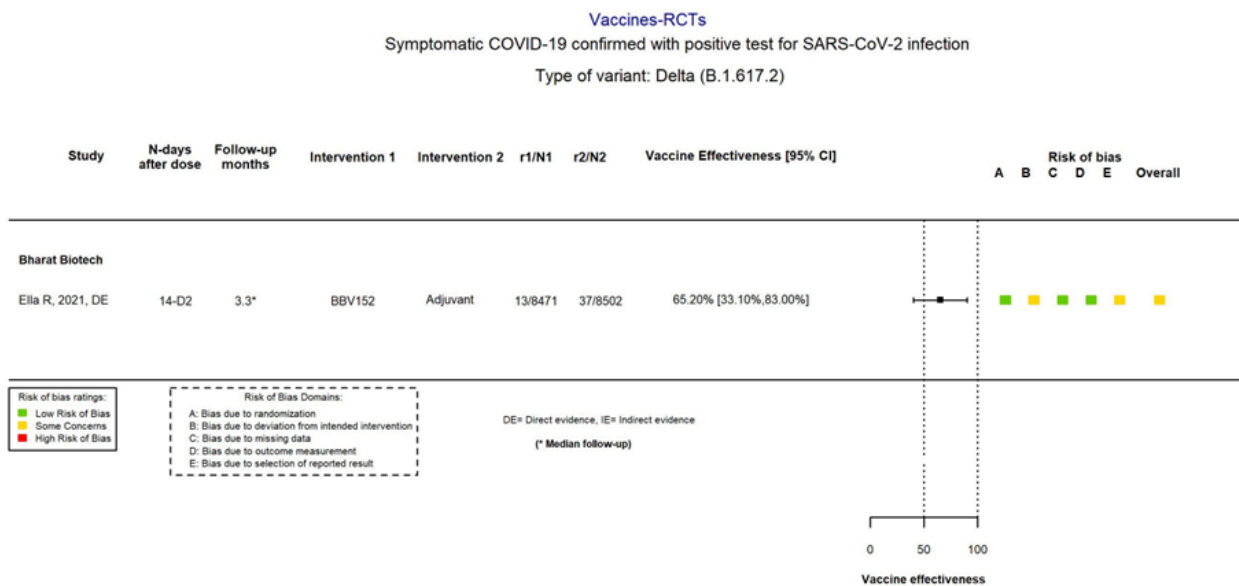 Vaccines-RCTs
Symptomatic COVID-19 confirmed with positive test for SARS-CoV-2 infection
Type of variant: Delta (B.1.617.2)
Study N-days after dose Follow-up months Intervention 1 Intervention 2 r1/N1 r2/N2 Vaccine Effectiveness [95% CI] Risk of bias
A B C D E Overall
Bharat Biotech
Ella R, 2021, DE 14-D2 3.3* BBV152 Adjuvant 13/8471 37/8502 65.20% [33.10%,83.00%]
Risk of bias ratings:
Low Risk of Bias
Some Concerns
High Risk of Bias
Risk of Bias Domains:
A: Bias due to randomization
B: Bias due to deviation from intended intervention
C: Bias due to missing data
D: Bias due to outcome measurement
E: Bias due to selection of reported result
DE= Direct evidence, IE= Indirect evidence
(* Median follow-up)
0 50 100
Vaccine effectiveness